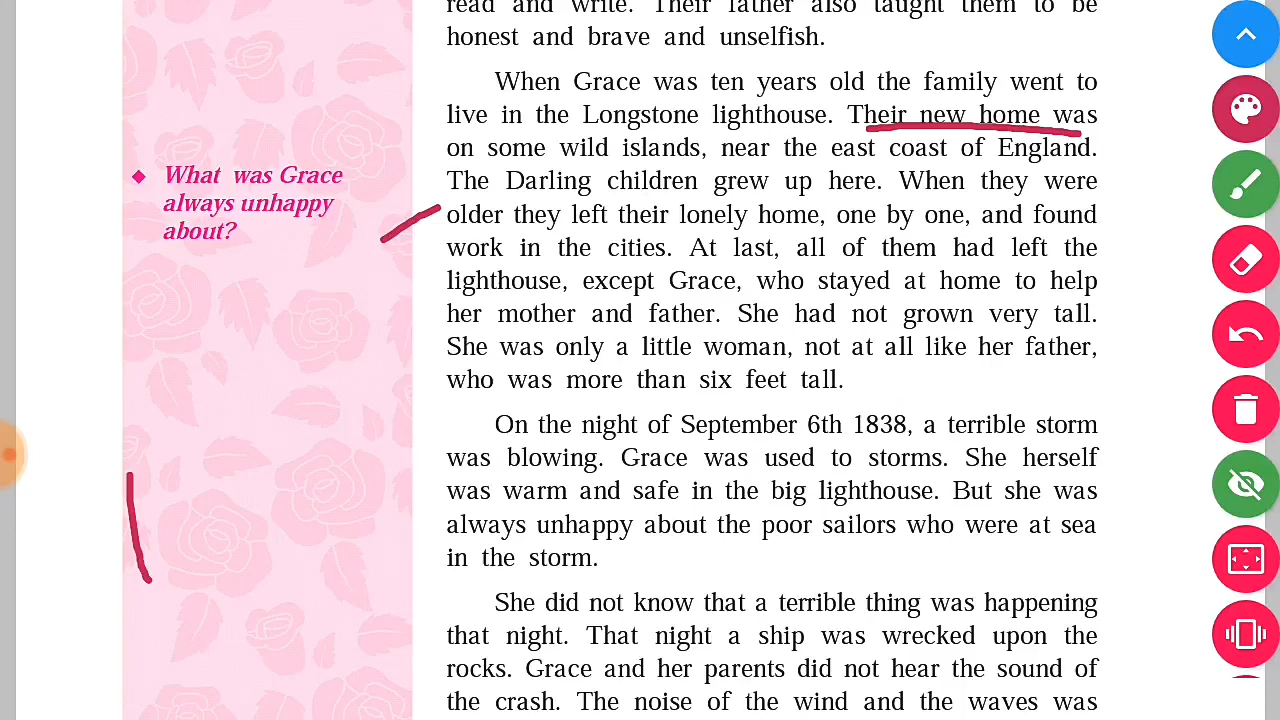 read and write. Their father also taught them to be
honest and brave and unselfish.
When Grace was ten years old the family went to
live in the Longstone lighthouse. Their new home was
on some wild islands, near the east coast of England.
The Darling children grew up here. When they were
older they left their lonely home, one by one, and found
work in the cities. At last, all of them had left the
lighthouse, except Grace, who stayed at home to help
her mother and father. She had not grown very tall.
She was only a little woman, not at all like her father,
who was more than six feet tall.
What was Grace
always unhappy
about?
On the night of September 6th 1838, a terrible storm
was blowing. Grace was used to storms. She herself
was warm and safe in the big lighthouse. But she was
always unhappy about the poor sailors who were at sea
in the storm.
She did not know that a terrible thing was happening
that night. That night a ship was wrecked upon the
rocks. Grace and her parents did not hear the sound of
the crash. The noise of the wind and the waves was